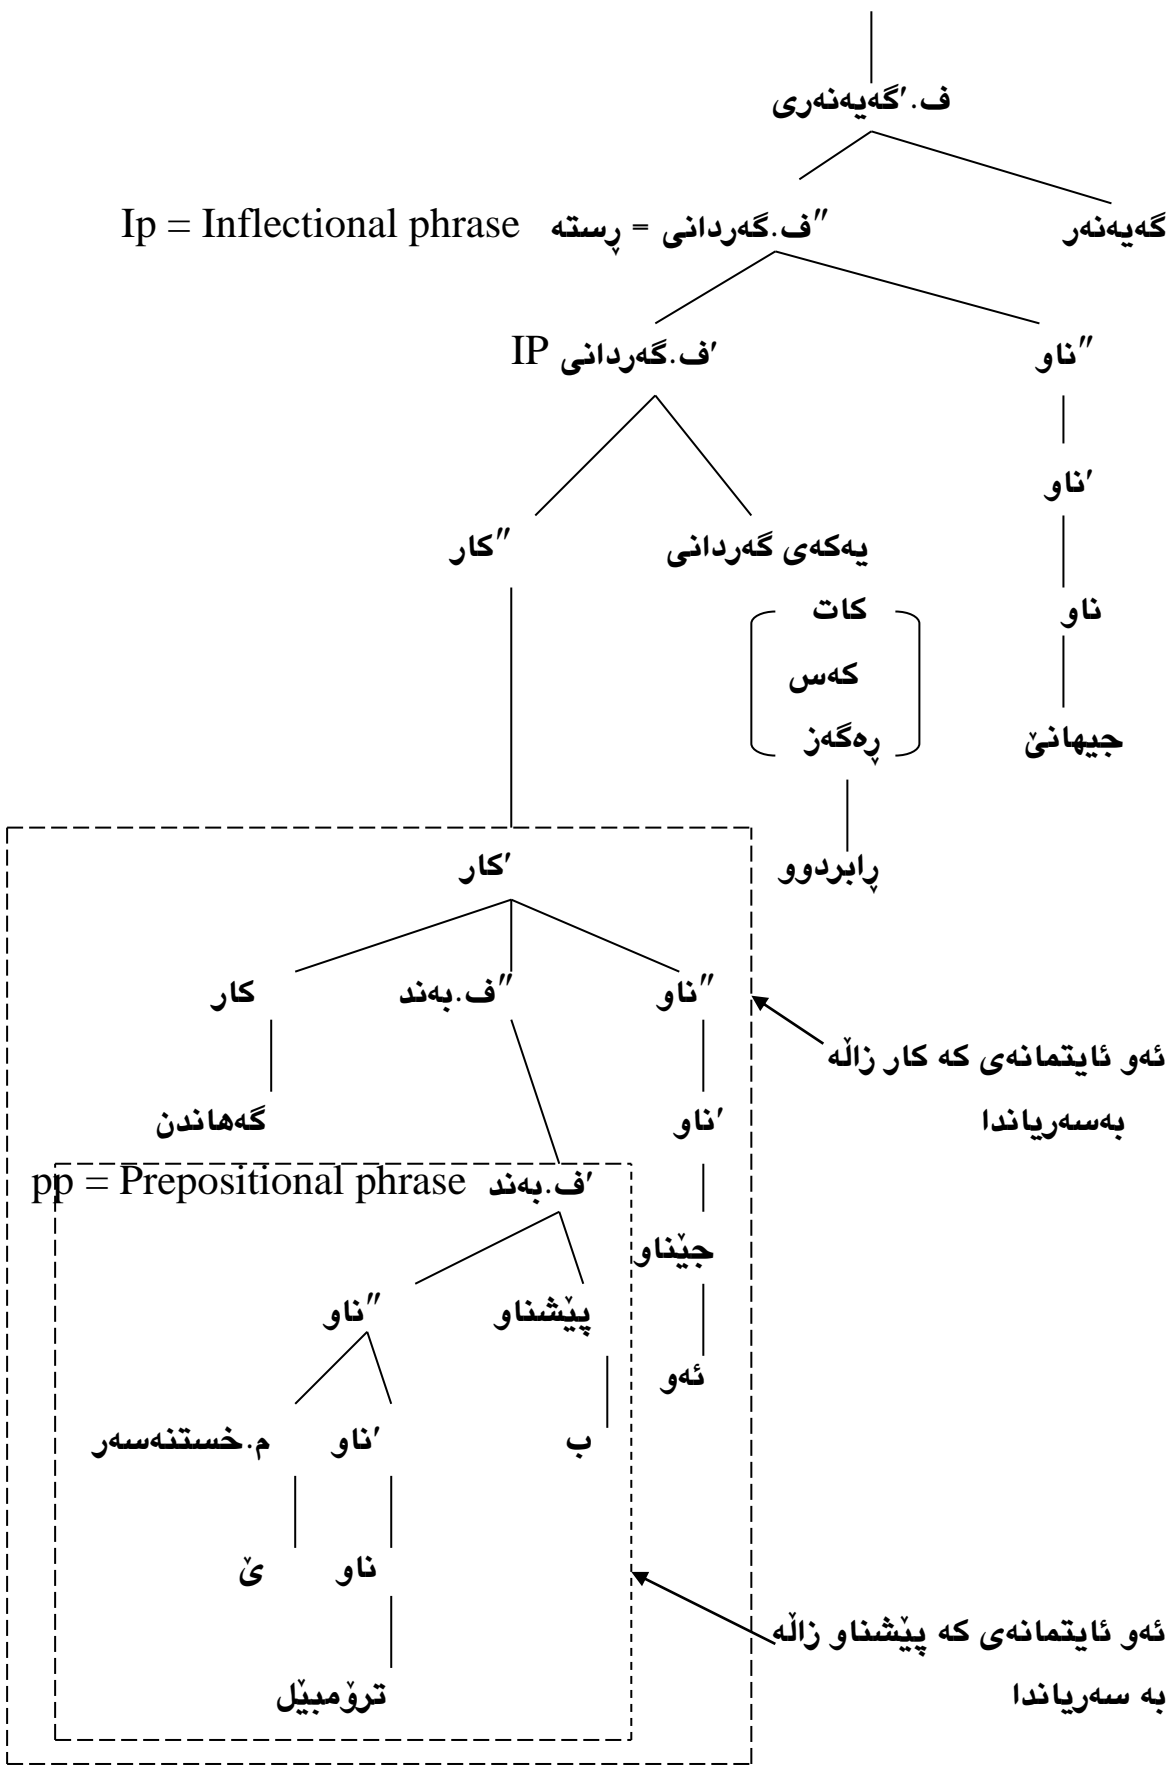 ف.′گەیەنەری
گەیەنەر
″ف.گەردانی = ڕستە Ip = Inflectional phrase
″ناو
′ف.گەردانی IP
′ناو
یەکەی گەردانی
″کار
ناو
کات
کەس
جیهانێ
ڕەگەز
ڕابردوو
′کار
″ناو
″ف.بەند
کار
ئەو ئایتمانەی کە کار زاڵە
بەسەریاندا
′ناو
گەهاندن
′ف.بەند pp = Prepositional phrase
جێناو
پێشناو
″ناو
ئەو
ب
′ناو
م.خستنەسەر
ناو
ێ
ئەو ئایتمانەی کە پێشناو زاڵە
بە سەریاندا
ترۆمبێل